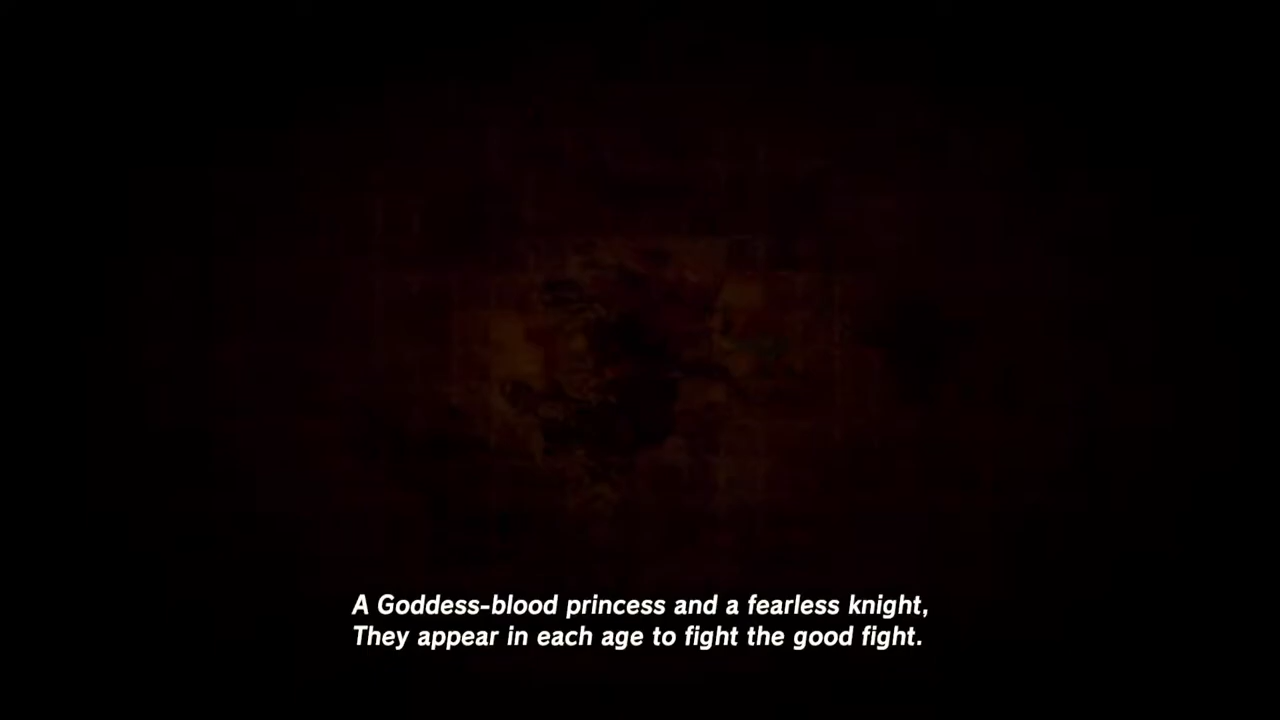 A Goddess-blood princess and a fearless knight,
They appear in each age to fight the good fight.